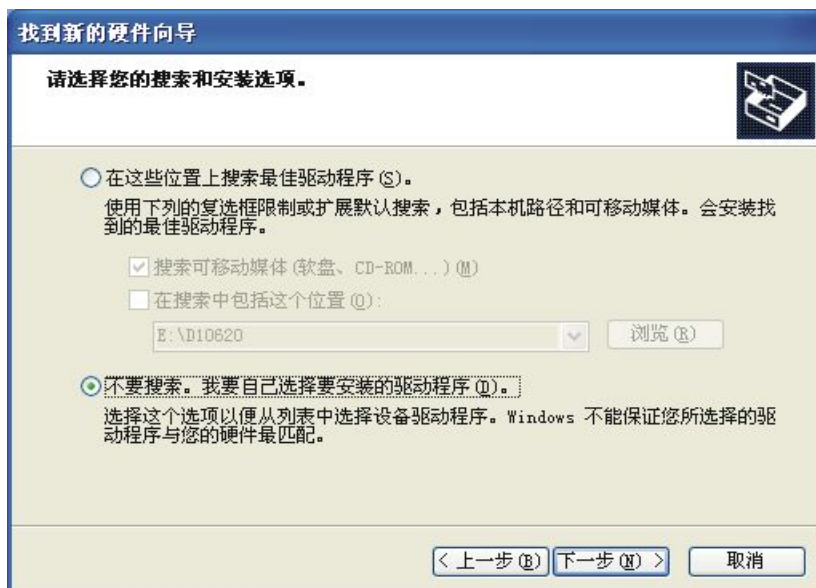 找到新的硬件向导
请选择您的搜索和安装选项。
在这些位置上搜索最佳驱动程序(S)。
使用下列的复选框限制或扩展默认搜索，包括本机路径和可移动媒体。会安装找
到的最佳驱动程序。
搜索可移动媒体(软盘、CD-ROM...)(M)
在搜索中包括这个位置(O):
E:\D10620
浏览(R)
不要搜索。我要自己选择要安装的驱动程序(D)。
选择这个选项以便从列表中选择设备驱动程序。Windows 不能保证您所选择的驱
动程序与您的硬件最匹配。
< 上一步(B) 下一步(N) > 取消